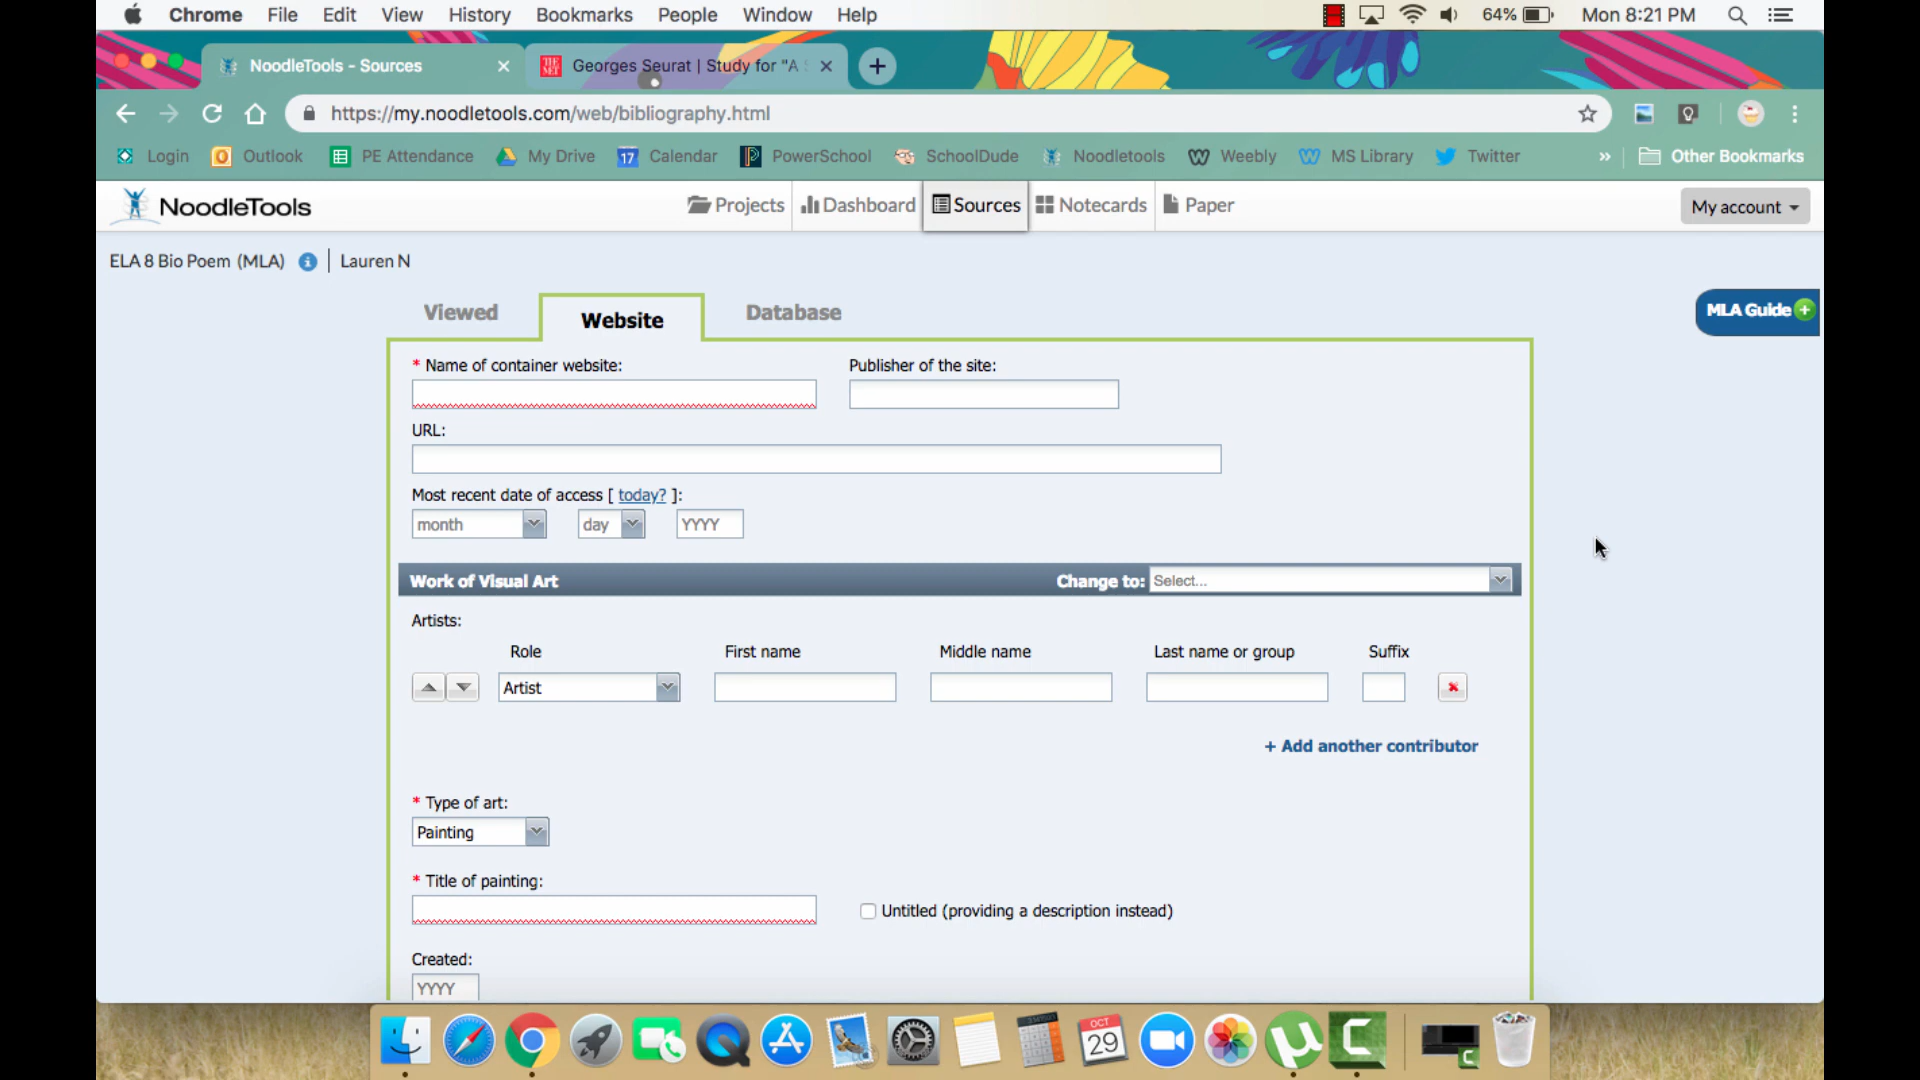 Chrome File Edit View History Bookmarks People Window Help 64% Mon 8:21 PM
NoodleTools - Sources Georges Seurat | Study for "A
https://my.noodletools.com/web/bibliography.html
Login Outlook PE Attendance My Drive 17 Calendar PowerSchool SchoolDude Noodletools Weebly MS Library Twitter » Other Bookmarks
NoodleTools Projects Dashboard Sources Notecards Paper My account
ELA 8 Bio Poem (MLA) Lauren N
Viewed Website Database
MLA Guide
* Name of container website: Publisher of the site:
URL:
Most recent date of access [ today? ]:
month day YYYY
Work of Visual Art Change to: Select...
Artists:
Role First name Middle name Last name or group Suffix
Artist
+ Add another contributor
* Type of art:
Painting
* Title of painting:
Untitled (providing a description instead)
Created:
YYYY
OCT
29